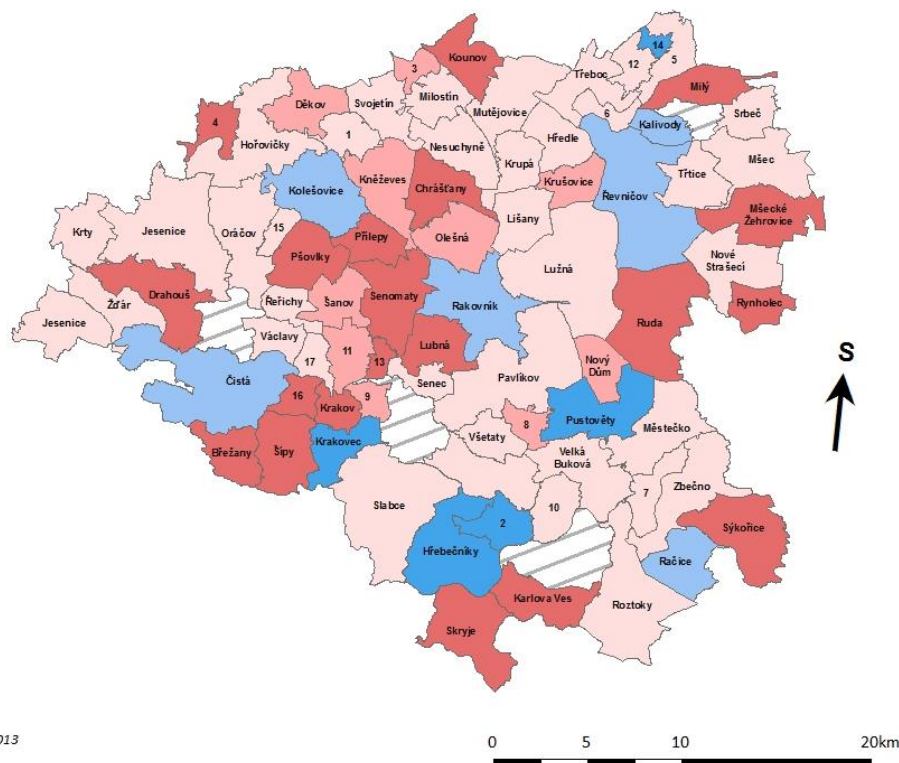 14
Kounov
12
5
3
Třeboc
Milý
4
Děkov
Svojetín
Milostín
Mutějovice
6
Kalivody
Srbeč
1
Hořovičky
Nesuchyně
Hředle
Krupá
Mšec
Kněževes
Chrášťany
Krušovice
Třtice
Kolešovice
Řevničov
Mšecké
Žehrovice
Líšany
15
Krty
Jesenice
Oráčov
Přílepy
Olešná
Nové
Strašecí
Pšovlky
Lužná
Drahouš
Žďár
Řeřichy
Šanov
Senomaty
Rakovník
Rynholec
Jesenice
Ruda
S
Václavy
11
Lubná
17
13
Nový
Dům
Čistá
Senec
Pavlíkov
16
Krakov
9
Pustověty
8
Městečko
Břežany
Šípy
Krakovec
Všetaty
Velká
Buková
7
Zbečno
Slabce
10
2
Sýkořice
Hřebečníky
Račice
Karlova Ves
Roztoky
Skryje
013
0 5 10 20km